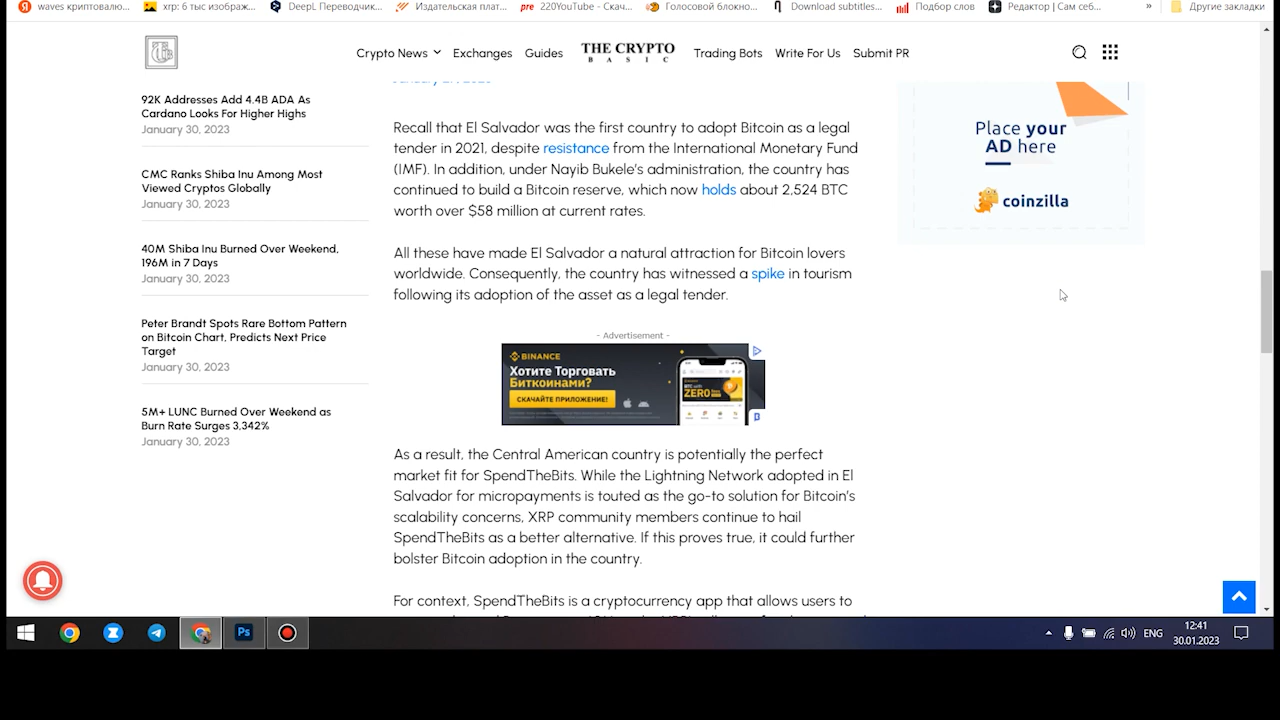 waves криптовалю...
xrp: 6 тыс изображ...
DeepL Переводчик...
Издательская плат...
220YouTube - Скач...
Голосовой блокно...
Download subtitles...
Подбор слов
Редактор | Сам себ...
»
Другие закладки
Crypto News
Exchanges
Guides
THE CRYPTO
BASIC
Trading Bots
Write For Us
Submit PR
92K Addresses Add 4.4B ADA As
Cardano Looks For Higher Highs
January 30, 2023
CMC Ranks Shiba Inu Among Most
Viewed Cryptos Globally
January 30, 2023
40M Shiba Inu Burned Over Weekend,
196M in 7 Days
January 30, 2023
Peter Brandt Spots Rare Bottom Pattern
on Bitcoin Chart, Predicts Next Price
Target
January 30, 2023
5M+ LUNC Burned Over Weekend as
Burn Rate Surges 3,342%
January 30, 2023
Recall that El Salvador was the first country to adopt Bitcoin as a legal
tender in 2021, despite resistance from the International Monetary Fund
(IMF). In addition, under Nayib Bukele's administration, the country has
continued to build a Bitcoin reserve, which now holds about 2,524 BTC
worth over $58 million at current rates.
All these have made El Salvador a natural attraction for Bitcoin lovers
worldwide. Consequently, the country has witnessed a spike in tourism
following its adoption of the asset as a legal tender.
- Advertisement -
BINANCE
Хотите Торговать
Биткоинами?
СКАЧАЙТЕ ПРИЛОЖЕНИЕ!
ZERO
As a result, the Central American country is potentially the perfect
market fit for SpendTheBits. While the Lightning Network adopted in El
Salvador for micropayments is touted as the go-to solution for Bitcoin's
scalability concerns, XRP community members continue to hail
SpendTheBits as a better alternative. If this proves true, it could further
bolster Bitcoin adoption in the country.
For context, SpendTheBits is a cryptocurrency app that allows users to
Place your
AD here
coinzilla
Ps
ENG
12:41
30.01.2023